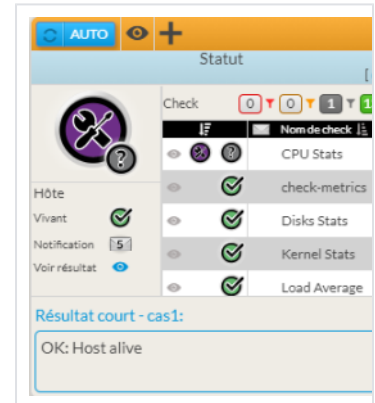 AUTO
Statut
[
Check 0 0 1 1
Nom de check
CPU Stats
check-metrics
Disks Stats
Kernel Stats
Load Average
Hôte
Vivant
Notification 5
Voir résultat
Résultat court - cas1:
OK: Host alive